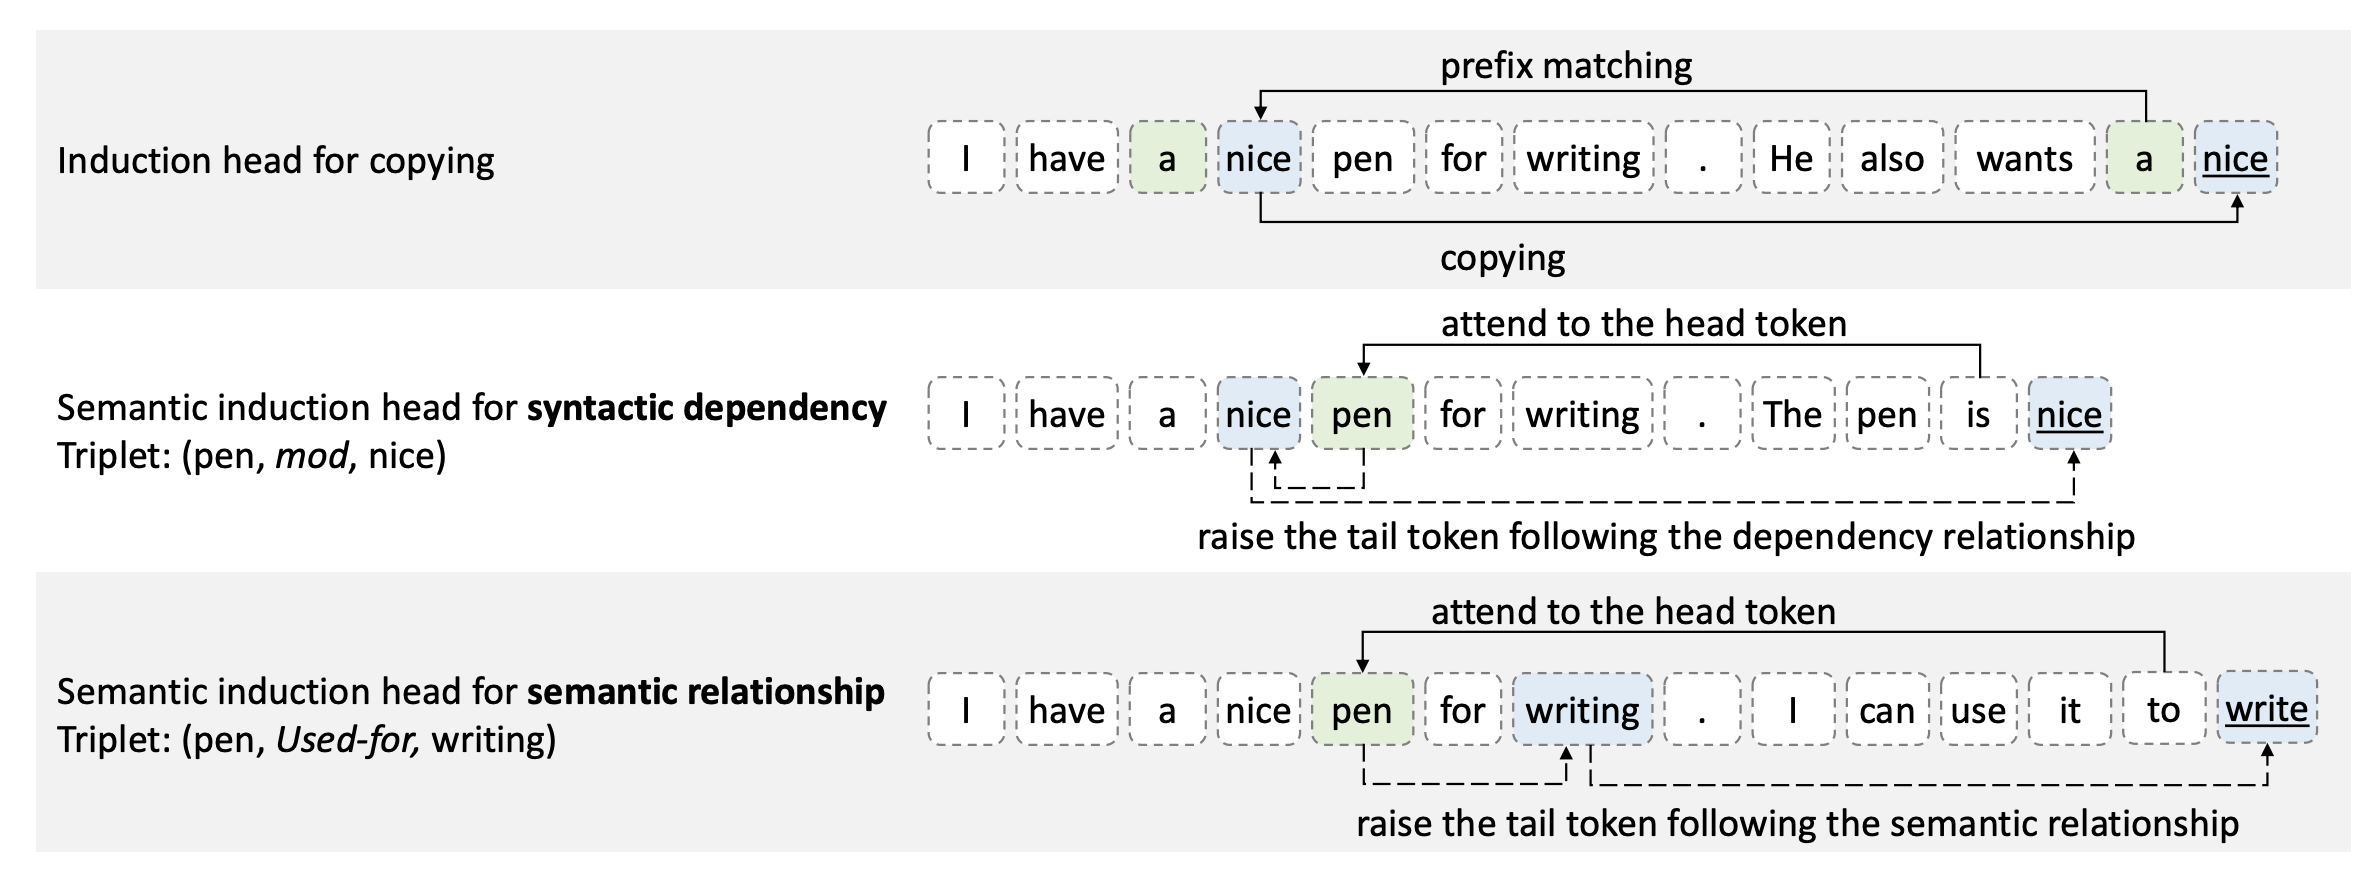 prefix matching
Induction head for copying
I have a nice pen for writing . He also wants a nice
copying
attend to the head token
Semantic induction head for syntactic dependency
I have a nice pen for writing . The pen is nice
Triplet: (pen, mod, nice)
raise the tail token following the dependency relationship
attend to the head token
Semantic induction head for semantic relationship
I have a nice pen for writing . I can use it to write
Triplet: (pen, Used-for, writing)
raise the tail token following the semantic relationship